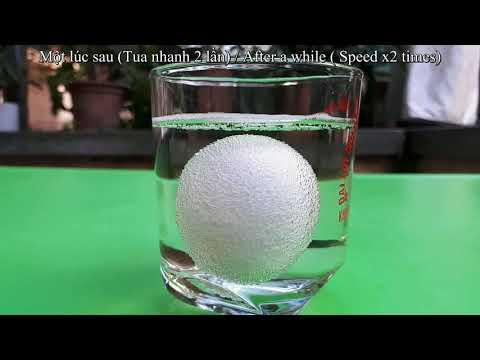 Một lúc sau (Tua nhanh 2 lần) / After a while ( Speed x2 times)